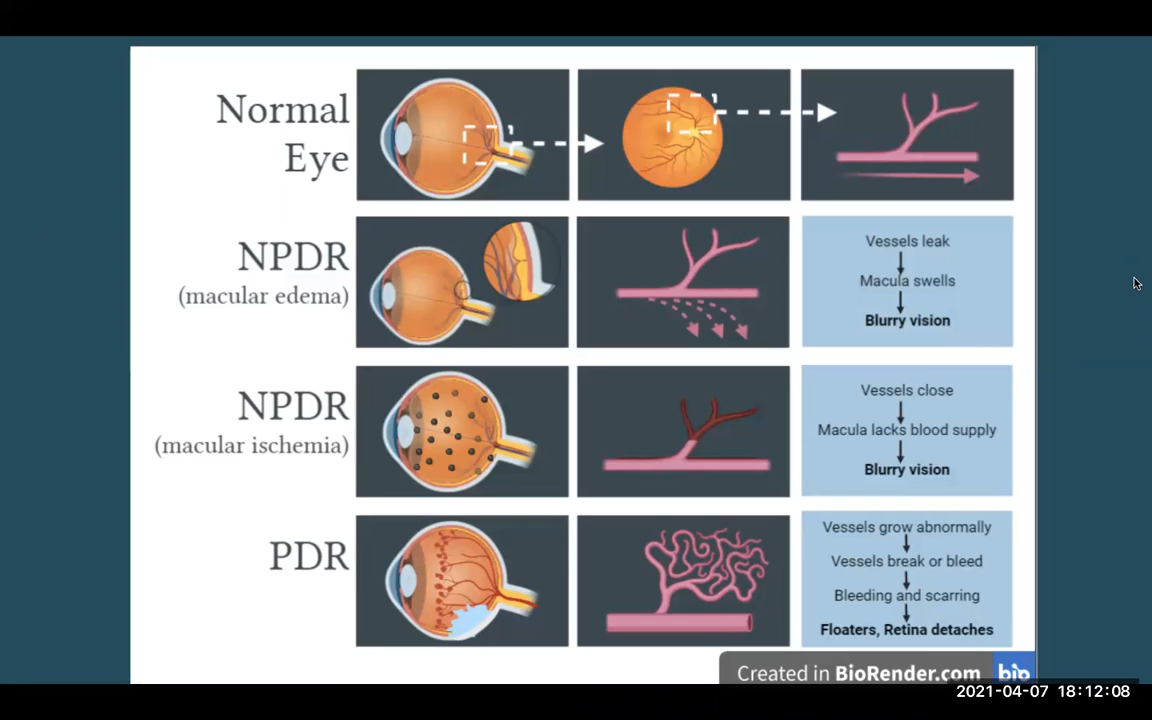 Normal
Eye
NPDR
(macular edema)
Vessels leak
Macula swells
Blurry vision
NPDR
(macular ischemia)
Vessels close
Macula lacks blood supply
Blurry vision
PDR
Vessels grow abnormally
Vessels break or bleed
Bleeding and scarring
Floaters, Retina detaches
Created in BioRender.com bio
2021-04-07 18:12:08